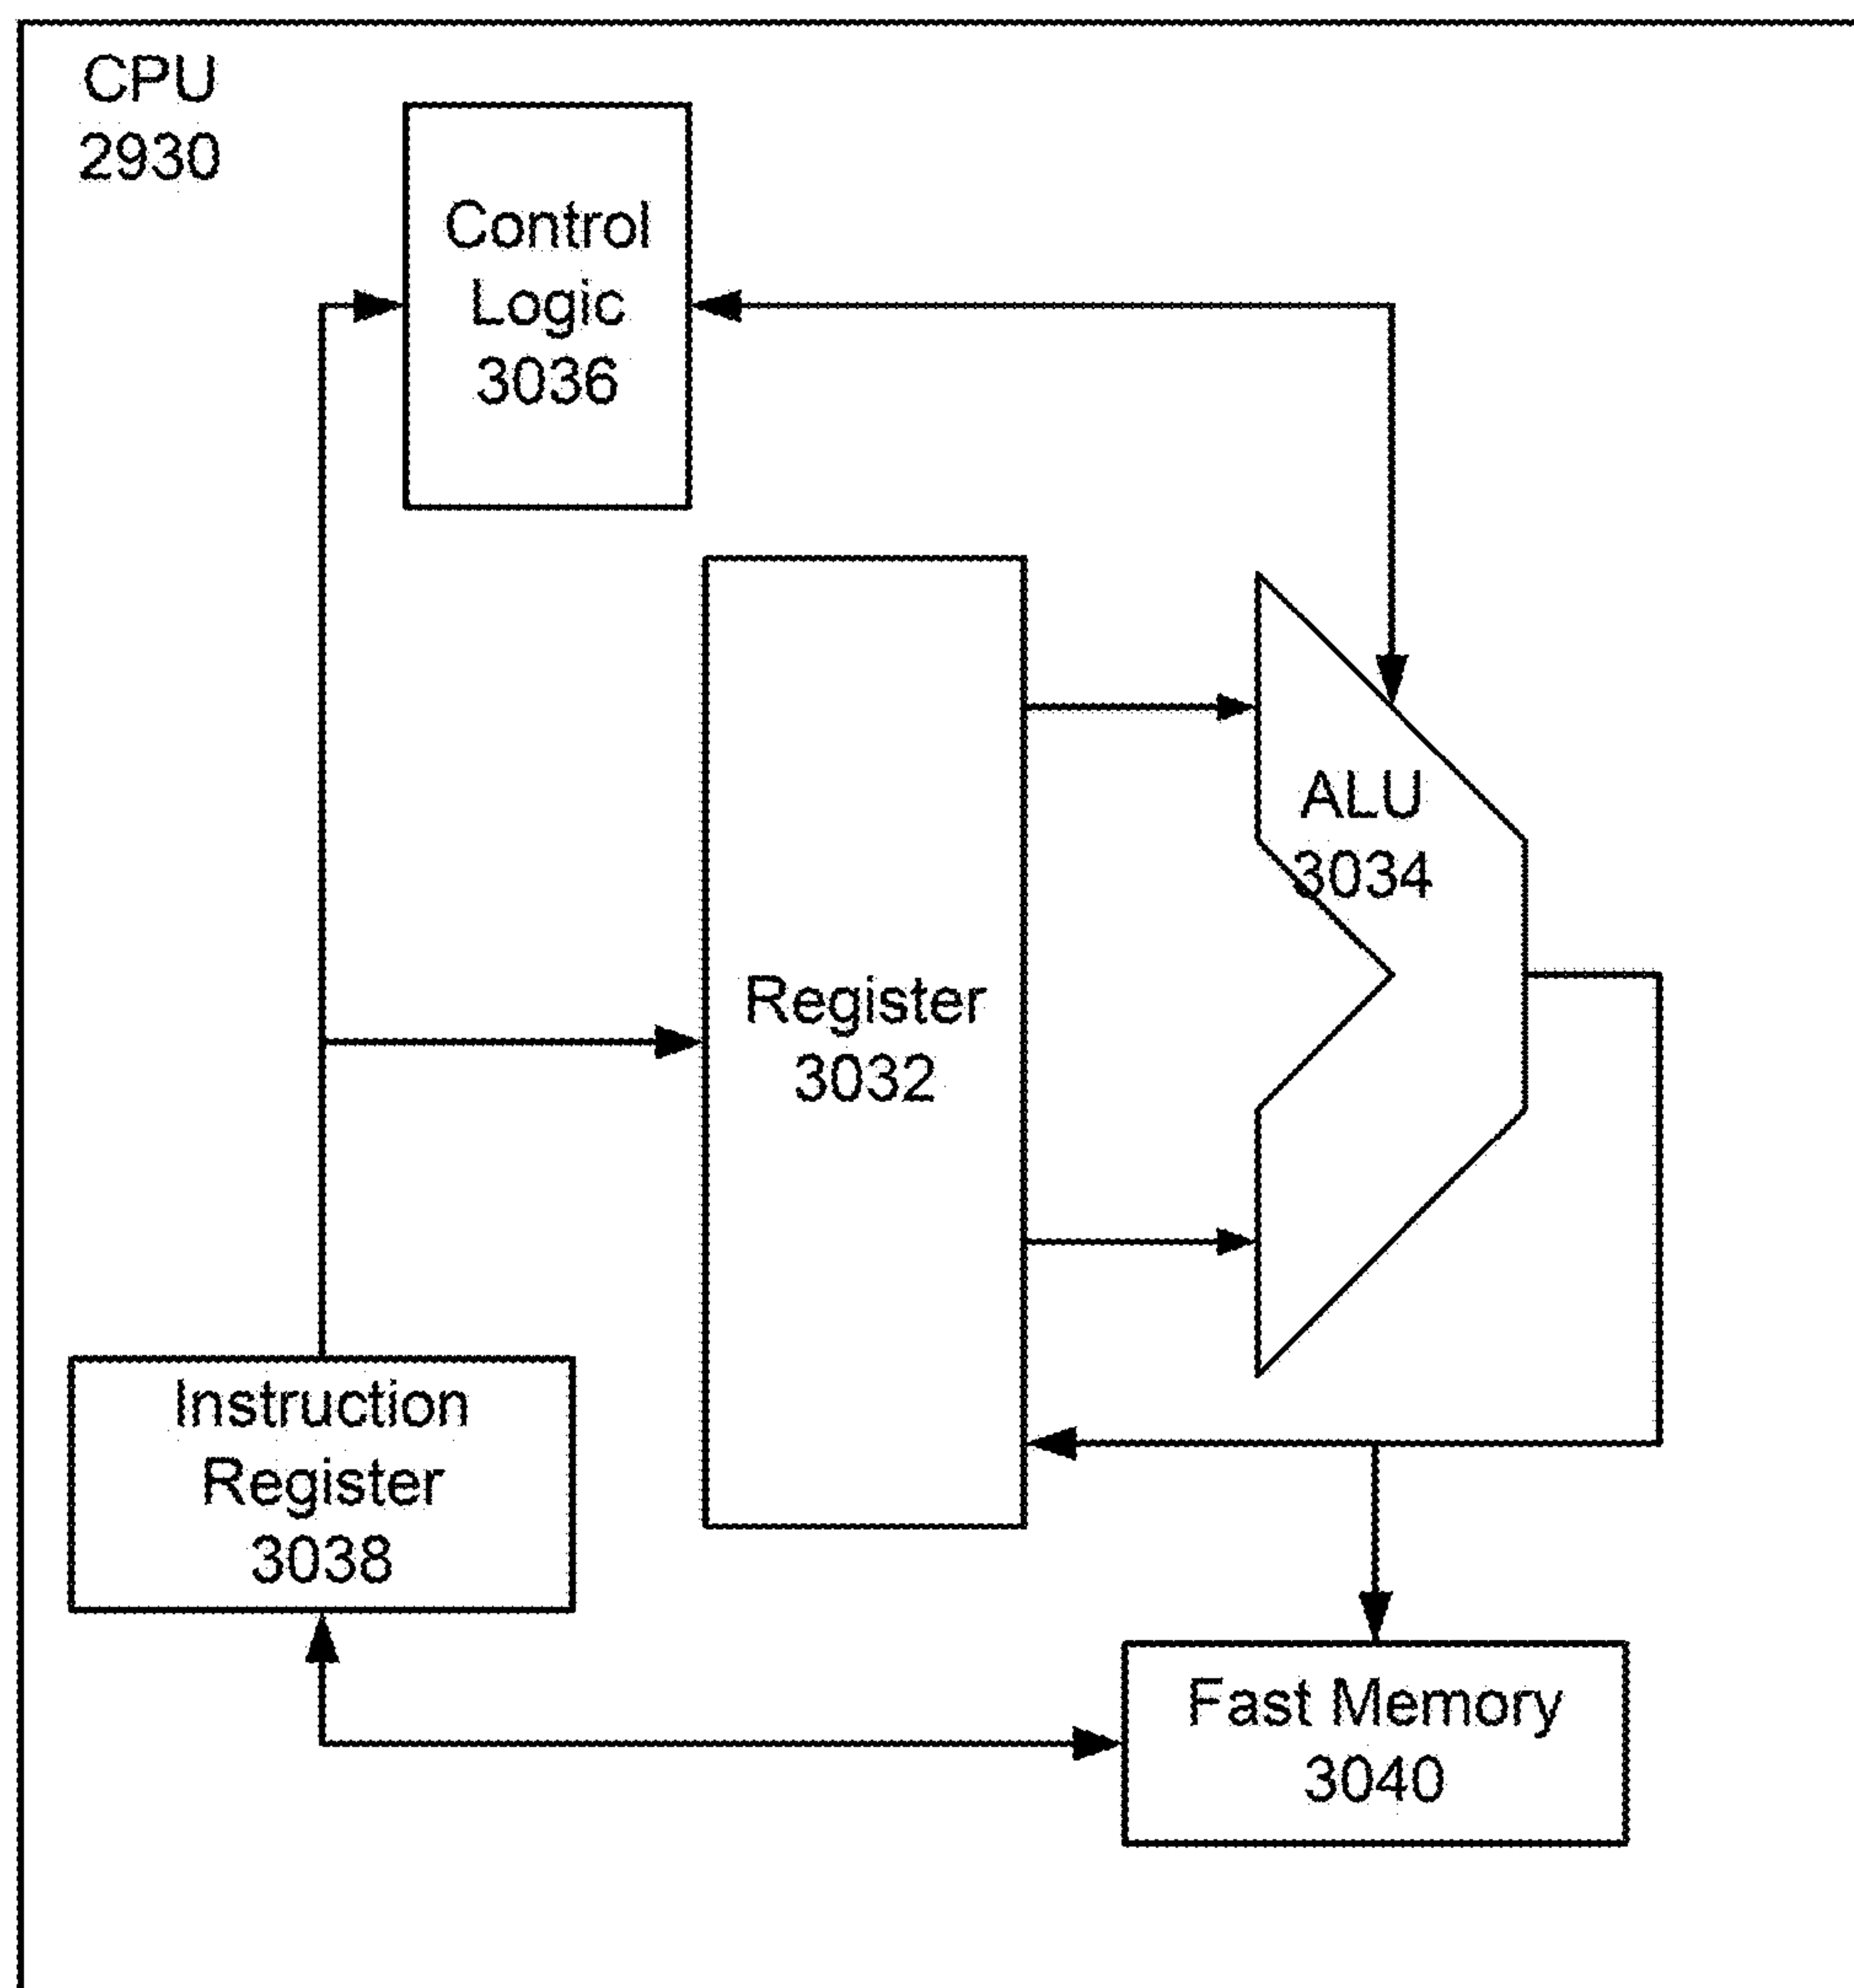 CPU
2930
Control
Logic
3036
ALU
3034
Register
3032
Instruction
Register
3038
Fast Memory
3040